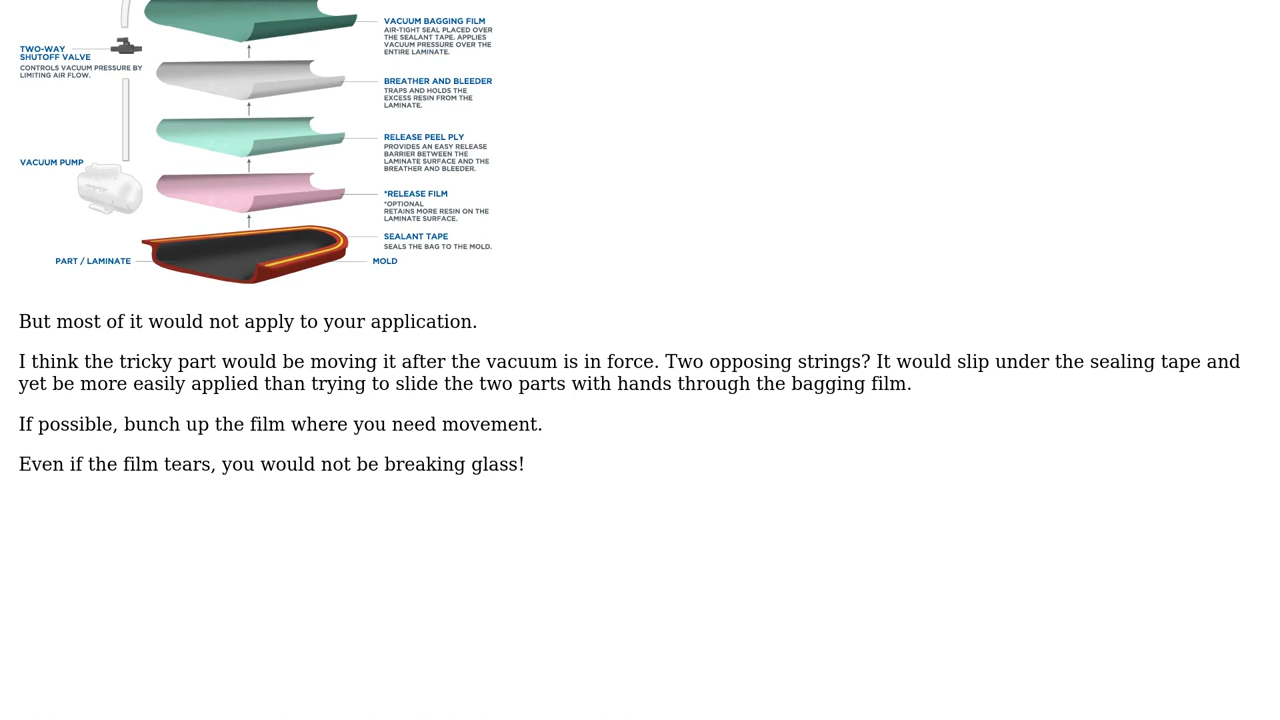 VACUUM BAGGING FILM
AIR-TIGHT SEAL PLACED OVER
THE SEALANT TAPE. APPLIES
VACUUM PRESSURE OVER THE
ENTIRE LAMINATE.
TWO-WAY
SHUTOFF VALVE
CONTROLS VACUUM PRESSURE BY
LIMITING AIR FLOW.
BREATHER AND BLEEDER
TRAPS AND HOLDS THE
EXCESS RESIN FROM THE
LAMINATE.
RELEASE PEEL PLY
PROVIDES AN EASY RELEASE
BARRIER BETWEEN THE
LAMINATE SURFACE AND THE
BREATHER AND BLEEDER.
VACUUM PUMP
*RELEASE FILM
*OPTIONAL
RETAINS MORE RESIN ON THE
LAMINATE SURFACE.
SEALANT TAPE
SEALS THE BAG TO THE MOLD.
PART / LAMINATE
MOLD
But most of it would not apply to your application.
I think the tricky part would be moving it after the vacuum is in force. Two opposing strings? It would slip under the sealing tape and
yet be more easily applied than trying to slide the two parts with hands through the bagging film.
If possible, bunch up the film where you need movement.
Even if the film tears, you would not be breaking glass!